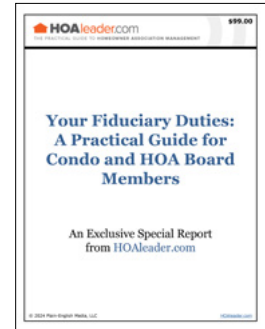 $99.00
HOAleader.com
THE PRACTICAL GUIDE TO HOMEOWNER ASSOCIATION MANAGEMENT
Your Fiduciary Duties:
A Practical Guide for
Condo and HOA Board
Members
An Exclusive Special Report
from HOAleader.com
© 2024 Plain-English Media, LLC
HOAleader.com